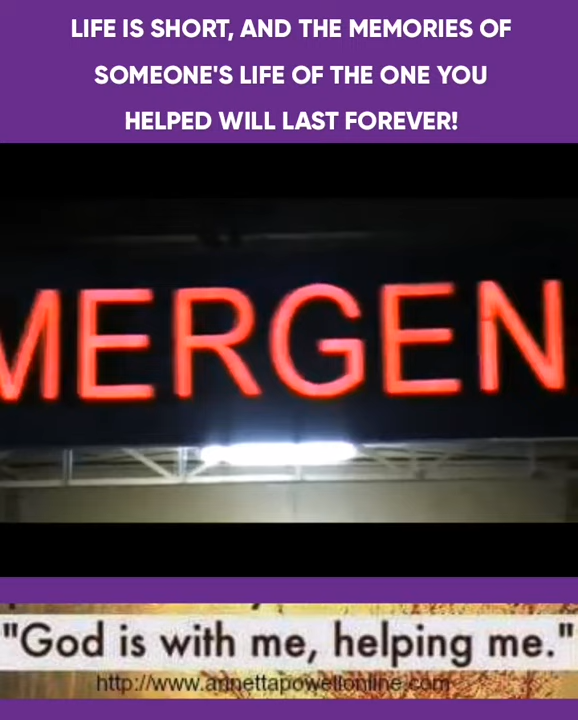 LIFE IS SHORT, AND THE MEMORIES OF
SOMEONE'S LIFE OF THE ONE YOU
HELPED WILL LAST FOREVER!
MERGEN
"God is with me, helping me."
http://www.annettapowellonline.com